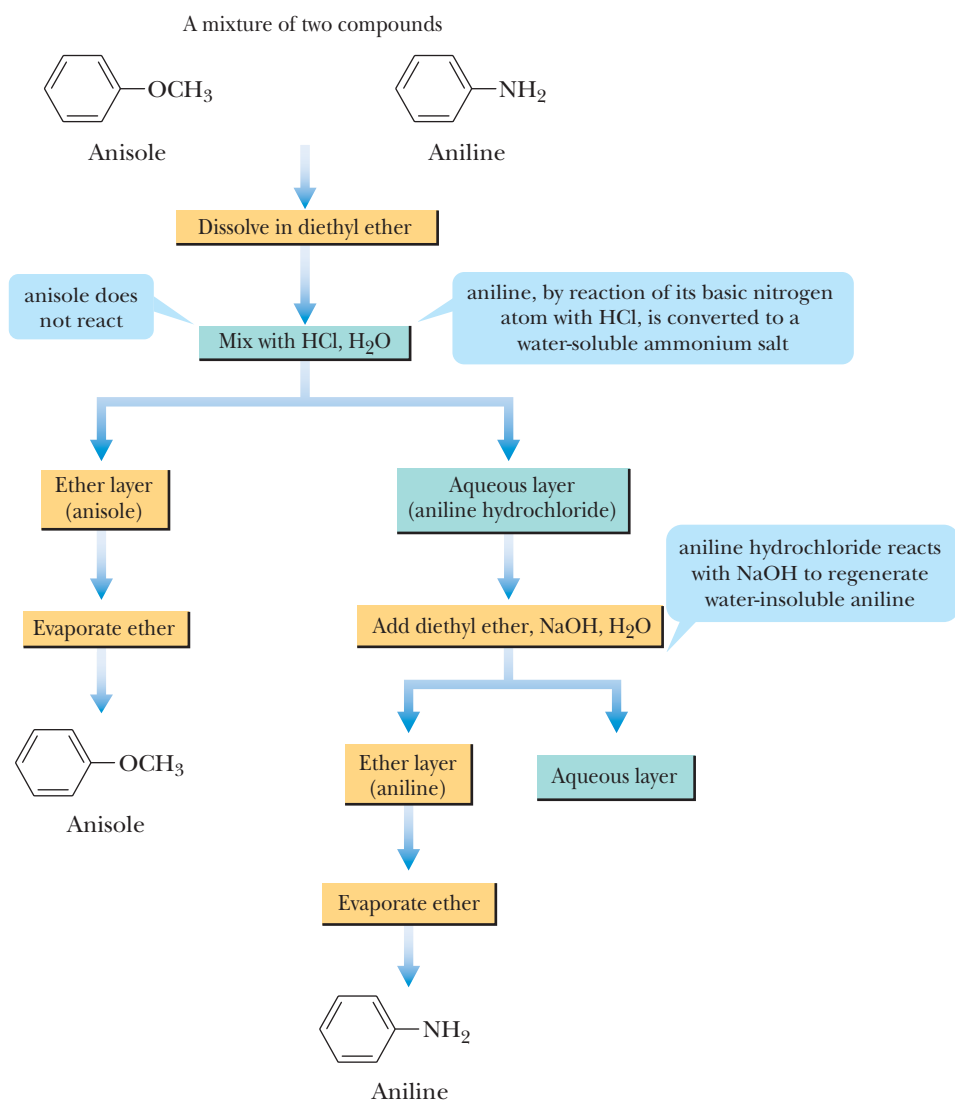 A mixture of two compounds
OCH₃
NH₂
Anisole
Aniline
Dissolve in diethyl ether
anisole does
not react
aniline, by reaction of its basic nitrogen
atom with HCl, is converted to a
water-soluble ammonium salt
Mix with HCl, H₂O
Ether layer
(anisole)
Aqueous layer
(aniline hydrochloride)
aniline hydrochloride reacts
with NaOH to regenerate
water-insoluble aniline
Evaporate ether
Add diethyl ether, NaOH, H₂O
OCH₃
Anisole
Ether layer
(aniline)
Aqueous layer
Evaporate ether
NH₂
Aniline